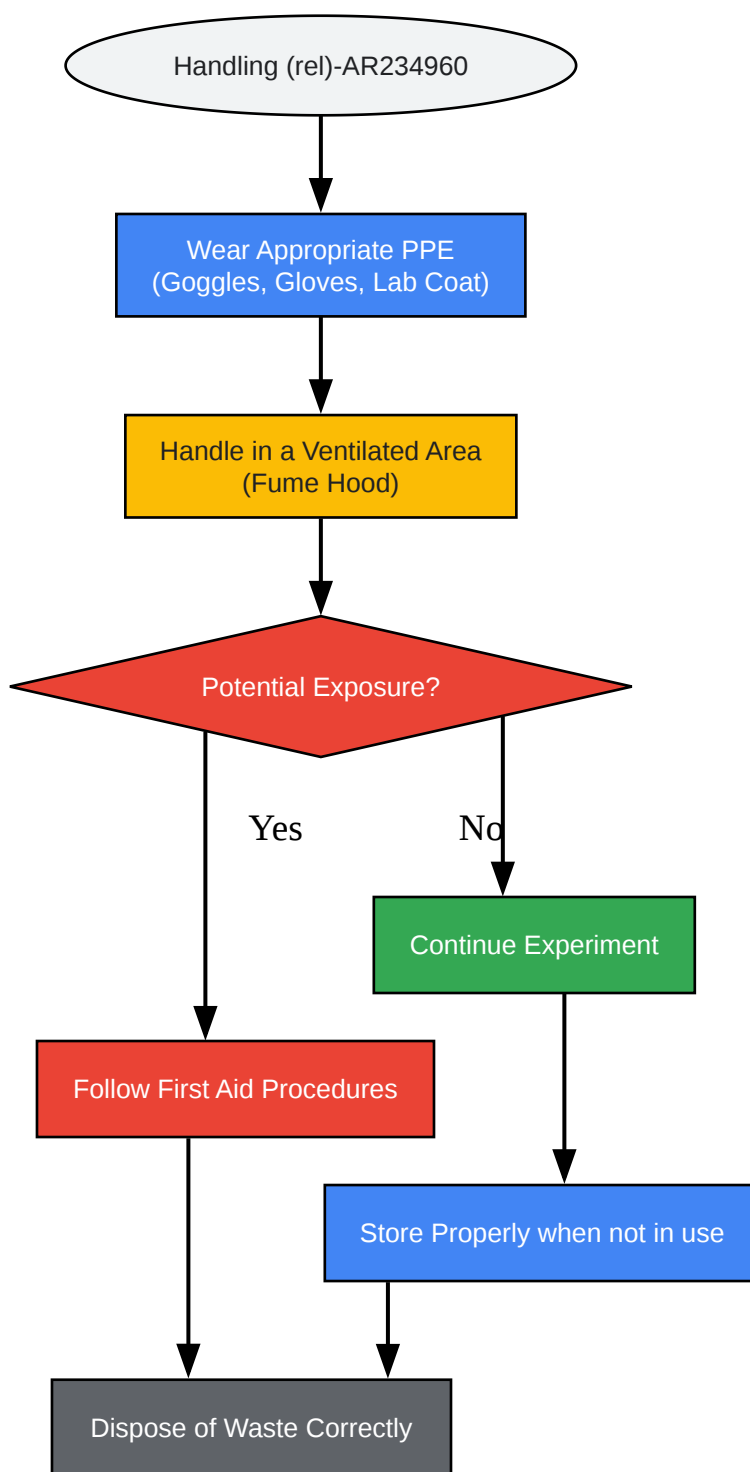 Handling (rel)-AR234960
Wear Appropriate PPE
(Goggles, Gloves, Lab Coat)
Handle in a Ventilated Area
(Fume Hood)
Potential Exposure?
Yes
No
Continue Experiment
Follow First Aid Procedures
Store Properly when not in use
Dispose of Waste Correctly